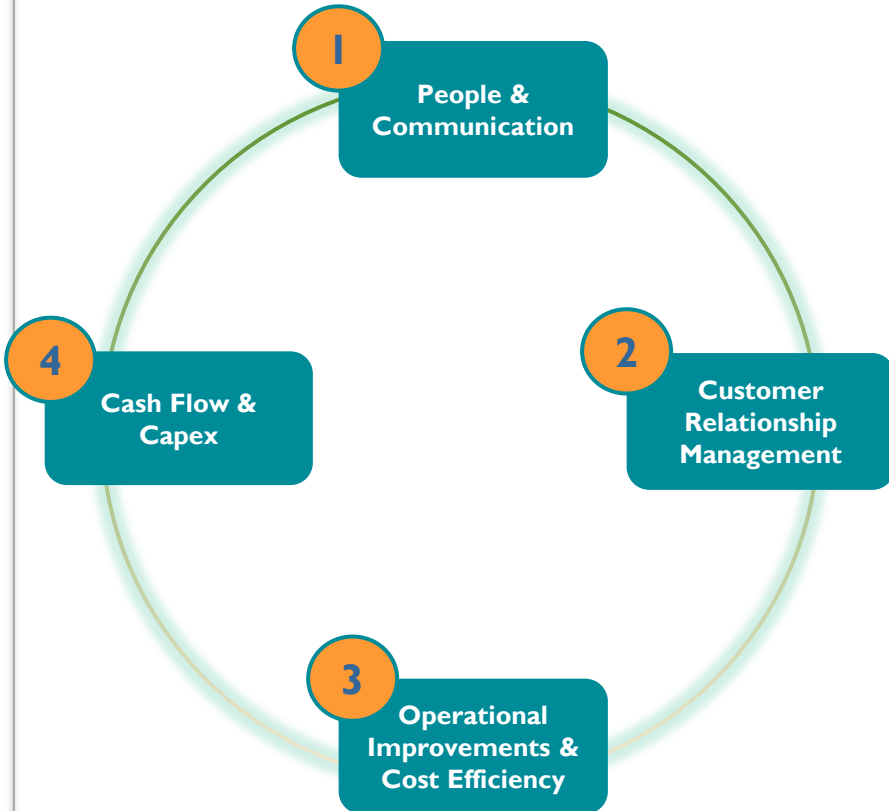 1
People &
Communication
2
Customer
Relationship
Management
3
Operational
Improvements &
Cost Efficiency
4
Cash Flow &
Capex